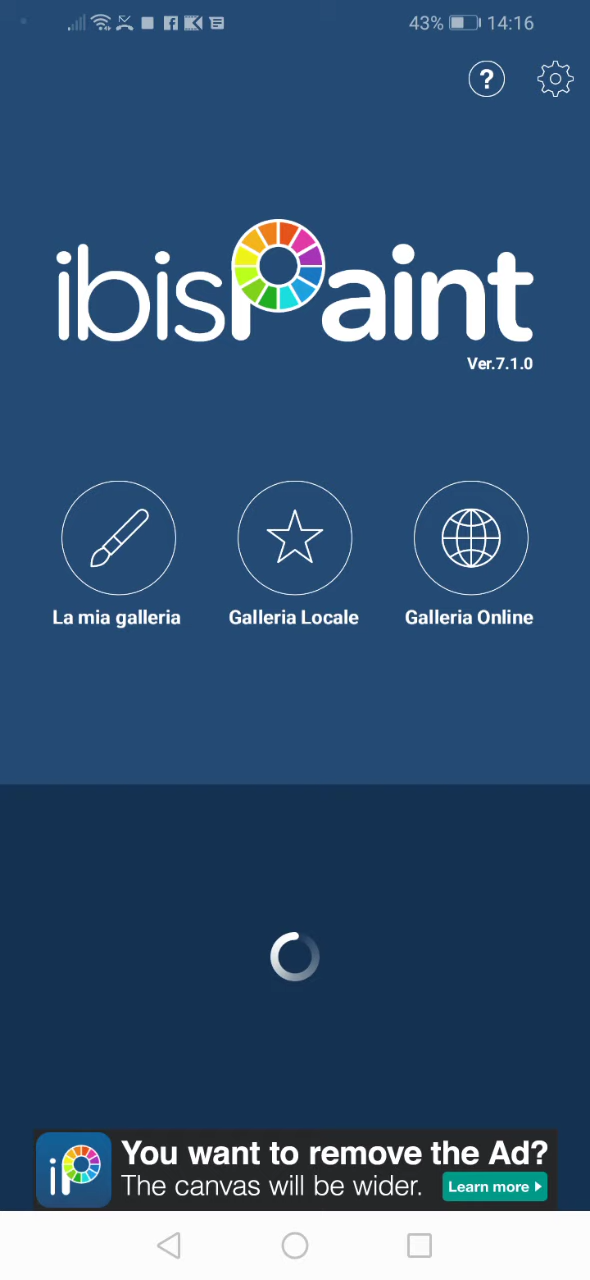 43% 14:16
?
ibisPaint
Ver.7.1.0
La mia galleria
Galleria Locale
Galleria Online
iP
You want to remove the Ad?
The canvas will be wider.
Learn more